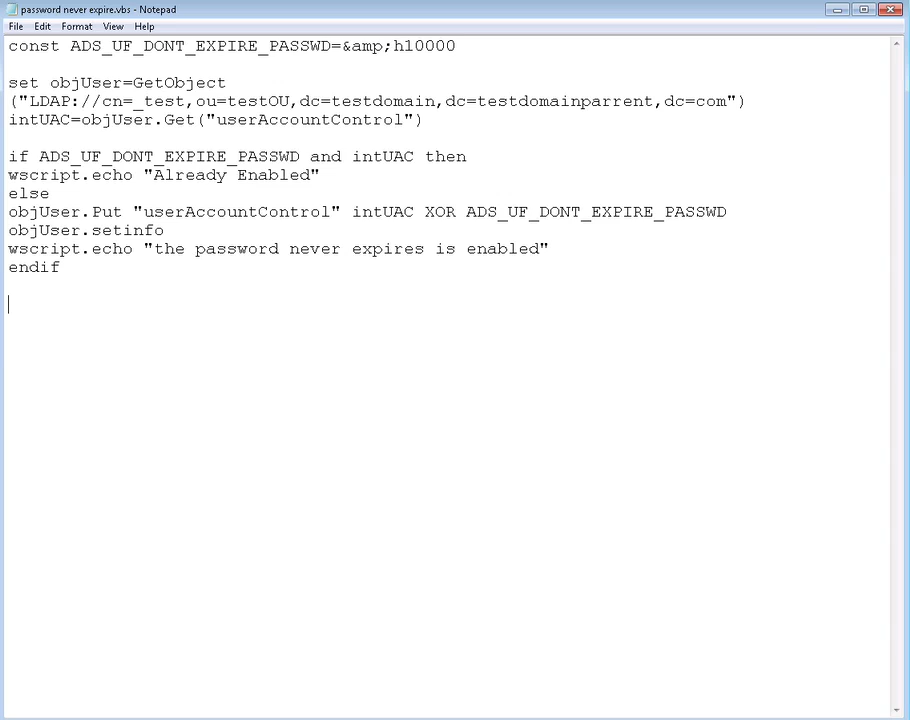 password never expire.vbs - Notepad
File Edit Format View Help
const ADS_UF_DONT_EXPIRE_PASSWD=&amp;h10000
set objUser=GetObject
("LDAP://cn=_test,ou=testOU,dc=testdomain,dc=testdomainparrent,dc=com")
intUAC=objUser.Get("userAccountControl")
if ADS_UF_DONT_EXPIRE_PASSWD and intUAC then
wscript.echo "Already Enabled"
else
objUser.Put "userAccountControl" intUAC XOR ADS_UF_DONT_EXPIRE_PASSWD
objUser.setinfo
wscript.echo "the password never expires is enabled"
endif